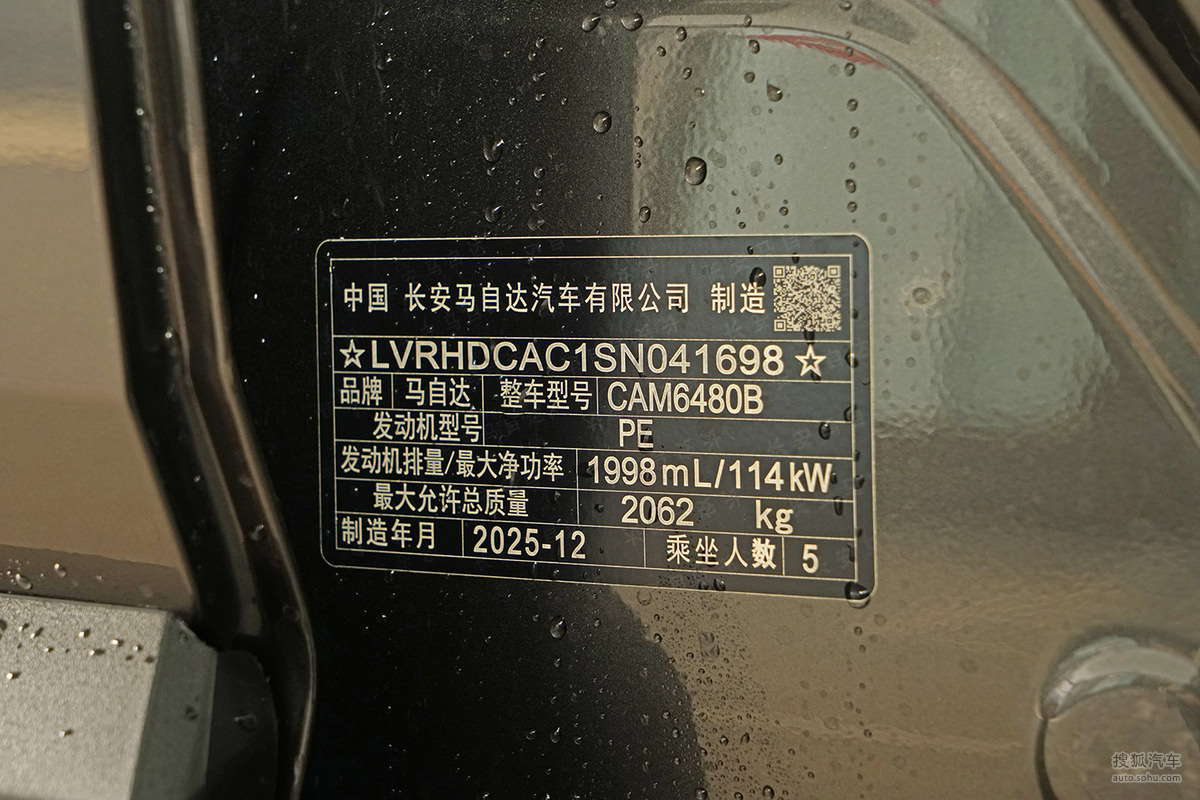 中国 长安马自达汽车有限公司 制造
☆LVRHDCAC1SN041698☆
品牌 马自达 整车型号 CAM6480B
发动机型号 PE
发动机排量/最大净功率 1998mL/114kW
最大允许总质量 2062 kg
制造年月 2025-12 乘坐人数 5
搜狐汽车
auto.sohu.com